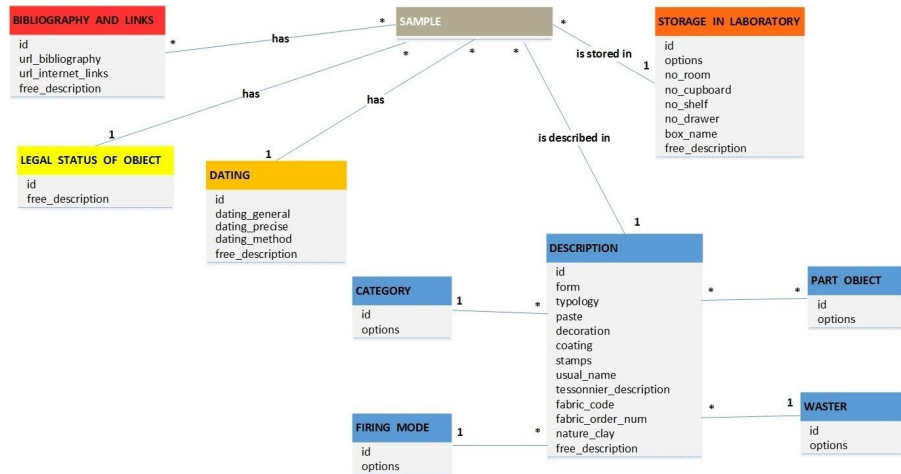 BIBLIOGRAPHY AND LINKS
id
url_bibliography
url_internet_links
free_description
*
has
*
SAMPLE
*
*
*
*
is stored in
1
STORAGE IN LABORATORY
id
options
no_room
no_cupboard
no_shelf
no_drawer
box_name
free_description
has
1
has
1
is described in
1
LEGAL STATUS OF OBJECT
id
free_description
DATING
id
dating_general
dating_precise
dating_method
free_description
DESCRIPTION
id
form
typology
paste
decoration
coating
stamps
usual_name
tessonnier_description
fabric_code
fabric_order_num
nature_clay
free_description
CATEGORY
id
options
1
*
PART OBJECT
id
options
*
*
FIRING MODE
id
options
1
*
WASTER
id
options
*
1